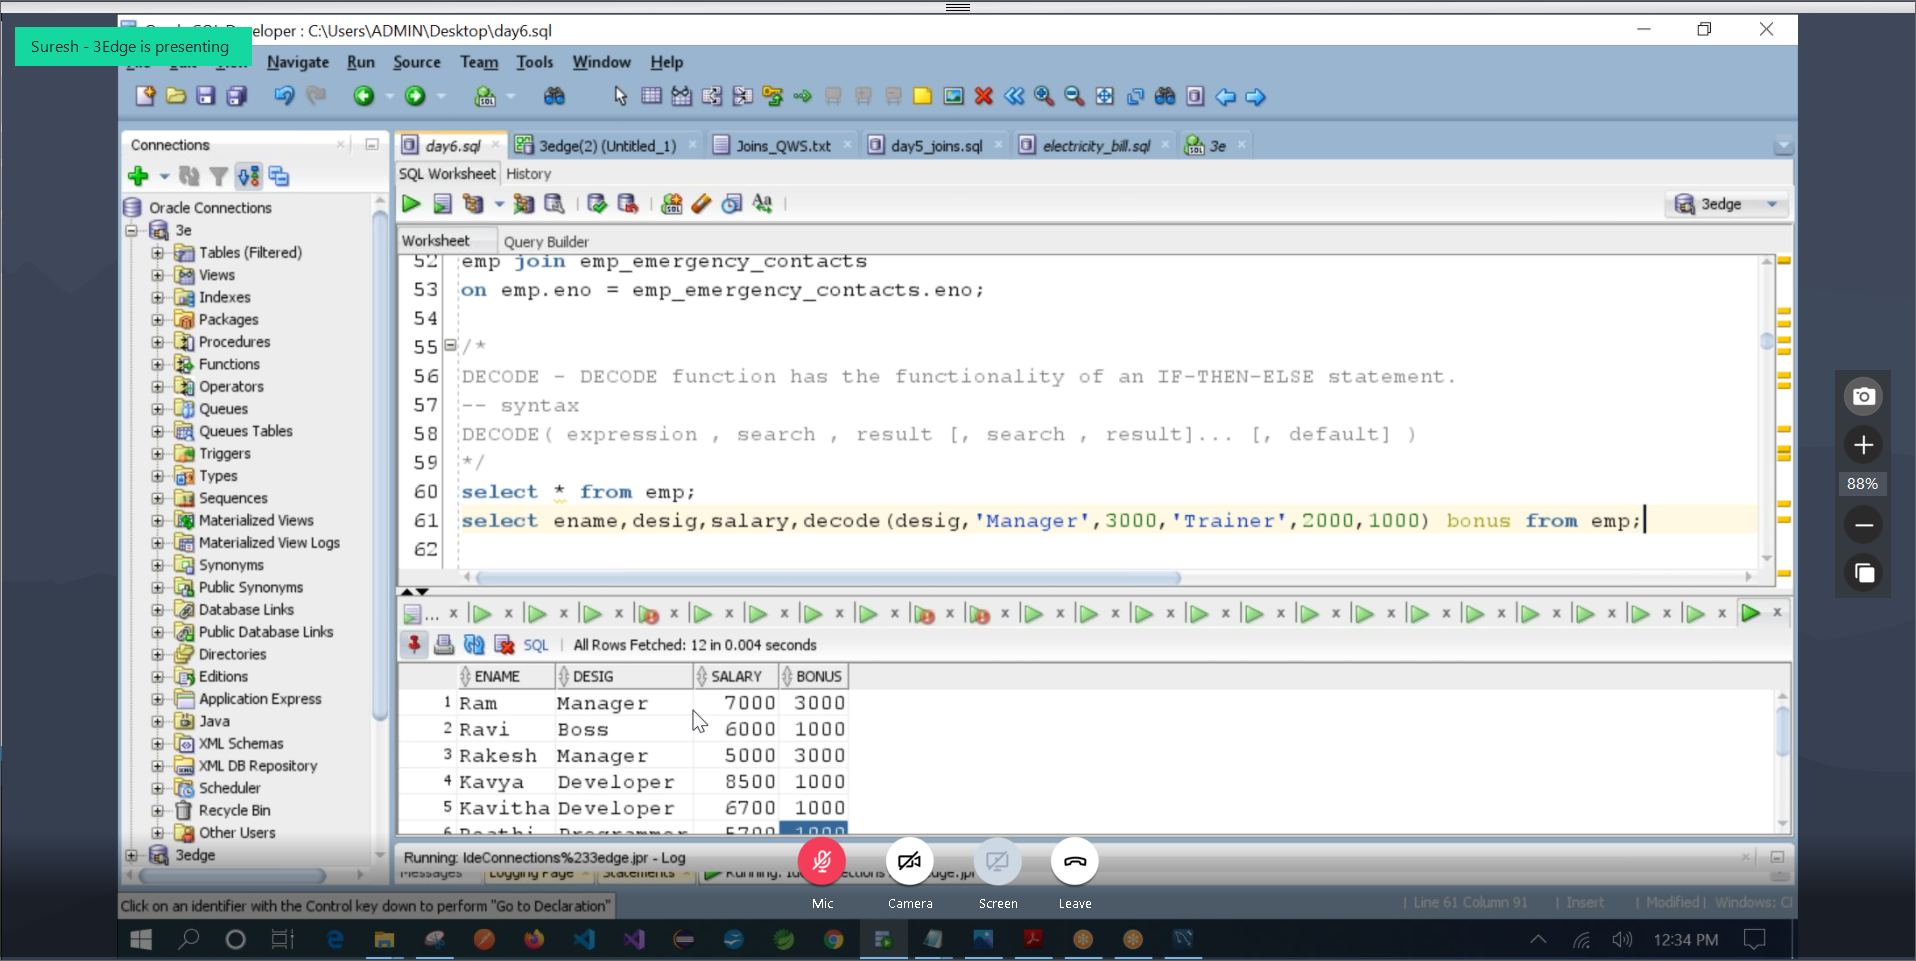 Suresh - 3Edge is presenting
eloper : C:\Users\ADMIN\Desktop\day6.sql
Navigate Run Source Team Tools Window Help
Connections
day6.sql 3edge(2) (Untitled_1) Joins_QWS.txt day5_joins.sql electricity_bill.sql 3e
SQL Worksheet History
3edge
Worksheet Query Builder
Oracle Connections
3e
Tables (Filtered)
Views
Indexes
Packages
Procedures
Functions
Operators
Queues
Queues Tables
Triggers
Types
Sequences
Materialized Views
Materialized View Logs
Synonyms
Public Synonyms
Database Links
Public Database Links
Directories
Editions
Application Express
Java
XML Schemas
XML DB Repository
Scheduler
Recycle Bin
Other Users
3edge
52 emp join emp_emergency_contacts
53 on emp.eno = emp_emergency_contacts.eno;
54
55 /*
56 DECODE - DECODE function has the functionality of an IF-THEN-ELSE statement.
57 -- syntax
58 DECODE( expression , search , result [, search , result]... [, default] )
59 */
60 select * from emp;
61 select ename,desig,salary,decode(desig,'Manager',3000,'Trainer',2000,1000) bonus from emp;
62
88%
SQL All Rows Fetched: 12 in 0.004 seconds
ENAME DESIG SALARY BONUS
1 Ram Manager 7000 3000
2 Ravi Boss 6000 1000
3 Rakesh Manager 5000 3000
4 Kavya Developer 8500 1000
5 Kavitha Developer 6700 1000
6 Programmer 5700 1000
Running: IdeConnections%233edge.jpr - Log
Messages Logging Page Statements
Click on an identifier with the Control key down to perform "Go to Declaration"
Line 61 Column 91 Insert Modified Windows:
Mic Camera Screen Leave
12:34 PM